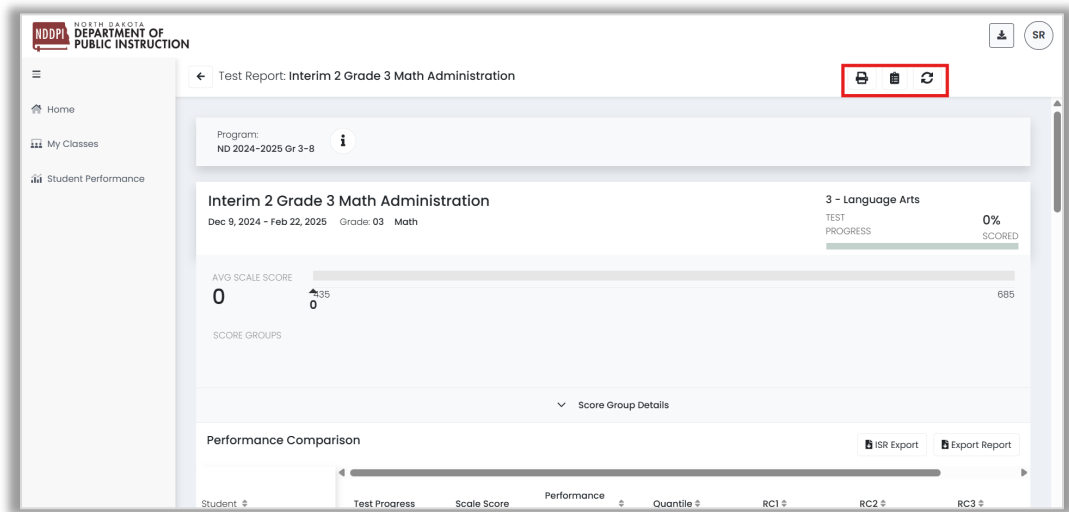 NDDPI
NORTH DAKOTA
DEPARTMENT OF
PUBLIC INSTRUCTION
SR
Test Report: Interim 2 Grade 3 Math Administration
Home
My Classes
Student Performance
Program:
ND 2024-2025 Gr 3-8
i
Interim 2 Grade 3 Math Administration
Dec 9, 2024 - Feb 22, 2025 Grade: 03 Math
3 - Language Arts
TEST
PROGRESS
0%
SCORED
AVG SCALE SCORE
0
435
0
685
SCORE GROUPS
Score Group Details
Performance Comparison
ISR Export
Export Report
Student Test Progress Scale Score Performance Quantile RC1 RC2 RC3